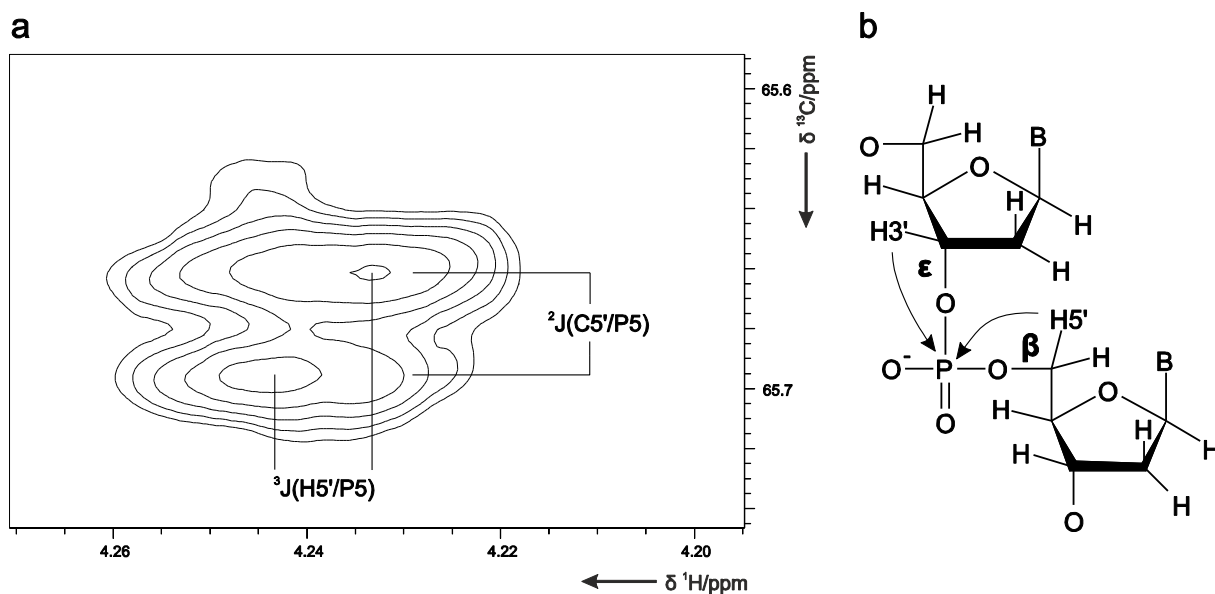 a
65.6
δ ¹³C/ppm
²J(C5'/P5)
65.7
³J(H5'/P5)
4.26
4.24
4.22
4.20
δ ¹H/ppm
b
H
O
H
O
B
H
H
H
H3'
ε
H
O
H5'
O⁻
P
O
β
H
B
O
O
H
H
H
H
H
O